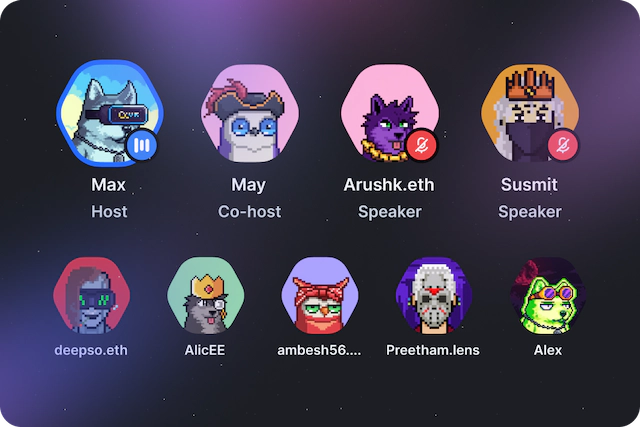 Max
May
Arushk.eth
Susmit
Host
Co-host
Speaker
Speaker
deepso.eth
AlicEE
ambesh56....
Preetham.lens
Alex